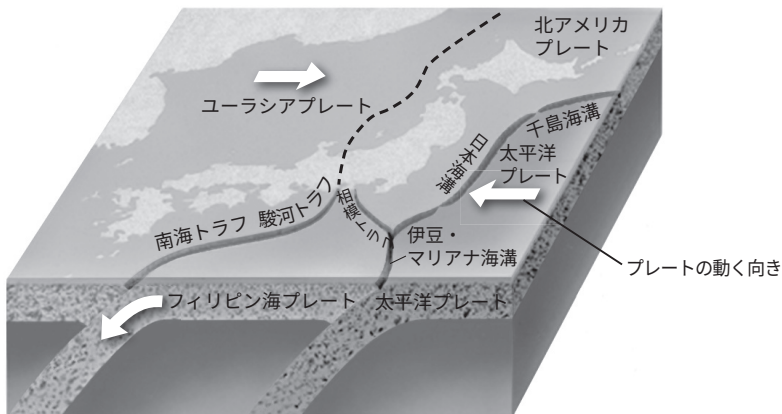 北アメリカ
プレート
ユーラシアプレート
千島海溝
日本海溝
太平洋
プレート
相模トラフ
南海トラフ 駿河トラフ
伊豆・
マリアナ海溝
プレートの動く向き
フィリピン海プレート 太平洋プレート